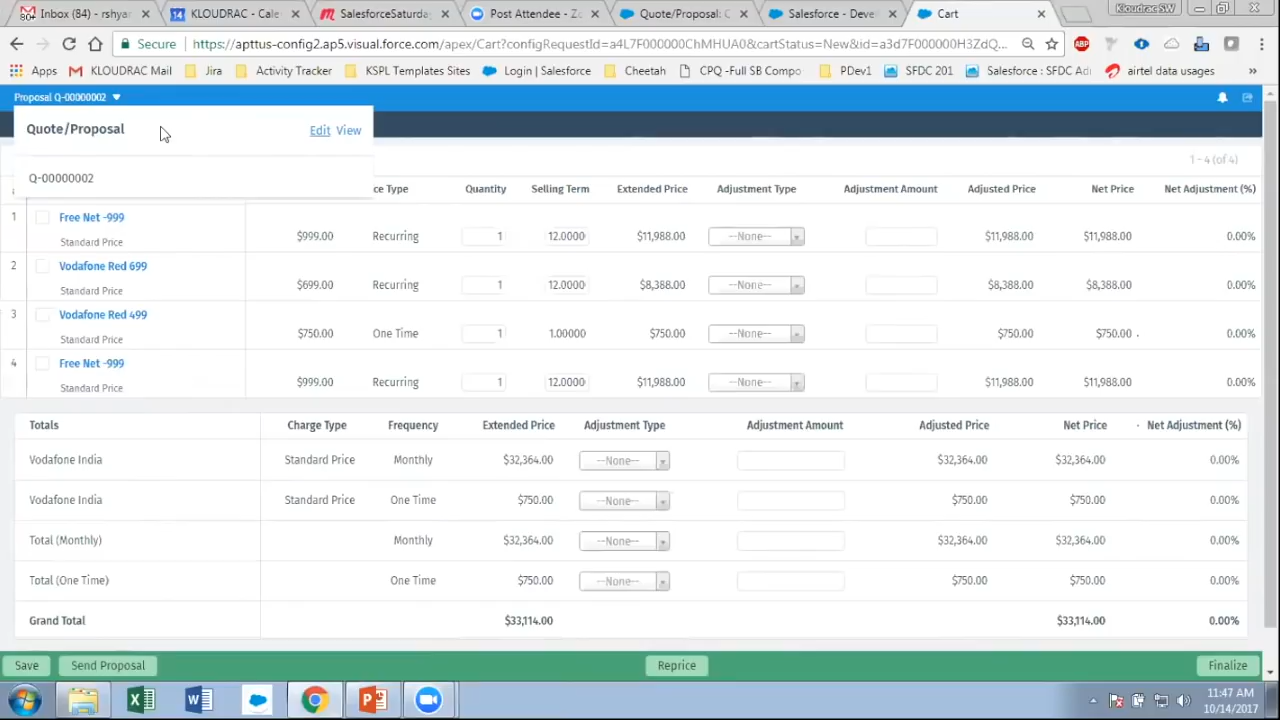 Inbox (84) - rshya
KLOUDRAC - Cale
SalesforceSaturda
Post Attendee - Zo
Quote/Proposal: C
Salesforce - Deve
Cart
Kloudrac SW
Secure
https://apttus-config2.ap5.visual.force.com/apex/Cart?configRequestId=a4L7F000000ChMHUA0&cartStatus=New&id=a3d7F000000H3ZdQ...
Apps
KLOUDRAC Mail
Jira
Activity Tracker
KSPL Templates Sites
Login | Salesforce
Cheetah
CPQ -Full SB Compo
PDev1
SFDC 201
Salesforce : SFDC Adi
airtel data usages
»
Proposal Q-00000002
Quote/Proposal
Edit View
Q-00000002
1 - 4 (of 4)
ce Type Quantity Selling Term Extended Price Adjustment Type Adjustment Amount Adjusted Price Net Price Net Adjustment (%)
1 Free Net -999
Standard Price $999.00 Recurring 1 12.0000 $11,988.00 --None-- $11,988.00 $11,988.00 0.00%
2 Vodafone Red 699
Standard Price $699.00 Recurring 1 12.0000 $8,388.00 --None-- $8,388.00 $8,388.00 0.00%
3 Vodafone Red 499
Standard Price $750.00 One Time 1 1.00000 $750.00 --None-- $750.00 $750.00 0.00%
4 Free Net -999
Standard Price $999.00 Recurring 1 12.0000 $11,988.00 --None-- $11,988.00 $11,988.00 0.00%
Totals Charge Type Frequency Extended Price Adjustment Type Adjustment Amount Adjusted Price Net Price Net Adjustment (%)
Vodafone India Standard Price Monthly $32,364.00 --None-- $32,364.00 $32,364.00 0.00%
Vodafone India Standard Price One Time $750.00 --None-- $750.00 $750.00 0.00%
Total (Monthly) Monthly $32,364.00 --None-- $32,364.00 $32,364.00 0.00%
Total (One Time) One Time $750.00 --None-- $750.00 $750.00 0.00%
Grand Total $33,114.00 $33,114.00 0.00%
Save Send Proposal Reprice Finalize
11:47 AM
10/14/2017